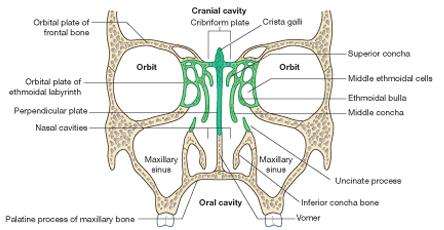 Cranial cavity
Cribriform plate
Crista galli
Orbital plate of
frontal bone
Orbit
Orbit
Superior concha
Orbital plate of
ethmoidal labyrinth
Middle ethmoidal cells
Ethmoidal bulla
Perpendicular plate
Middle concha
Nasal cavities
Maxillary
sinus
Maxillary
sinus
Uncinate process
Inferior concha bone
Oral cavity
Palatine process of maxillary bone
Vomer